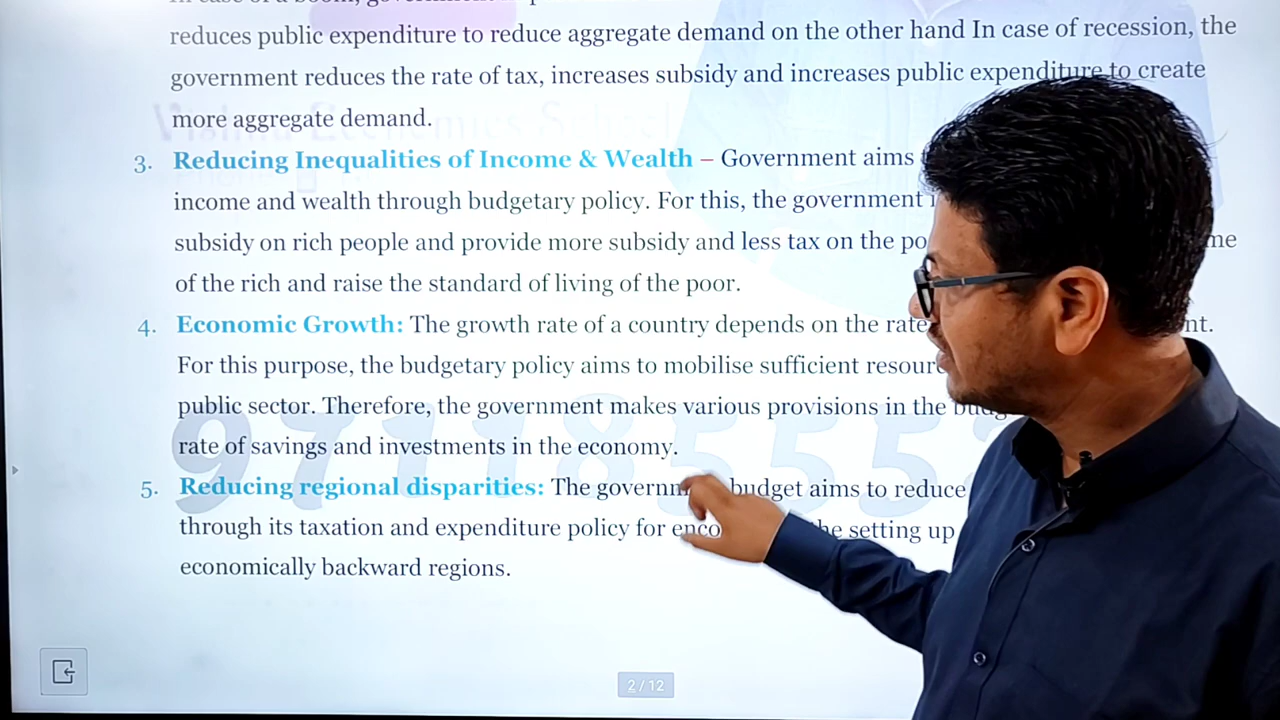 reduces public expenditure to reduce aggregate demand on the other hand In case of recession, the
government reduces the rate of tax, increases subsidy and increases public expenditure to create
more aggregate demand.
3. Reducing Inequalities of Income & Wealth – Government aims
income and wealth through budgetary policy. For this, the government
subsidy on rich people and provide more subsidy and less tax on the
of the rich and raise the standard of living of the poor.
4. Economic Growth: The growth rate of a country depends on the rate
For this purpose, the budgetary policy aims to mobilise sufficient
public sector. Therefore, the government makes various provisions in the
rate of savings and investments in the economy.
5. Reducing regional disparities: The budget aims to reduce
through its taxation and expenditure policy for setting up
economically backward regions.
2 / 12